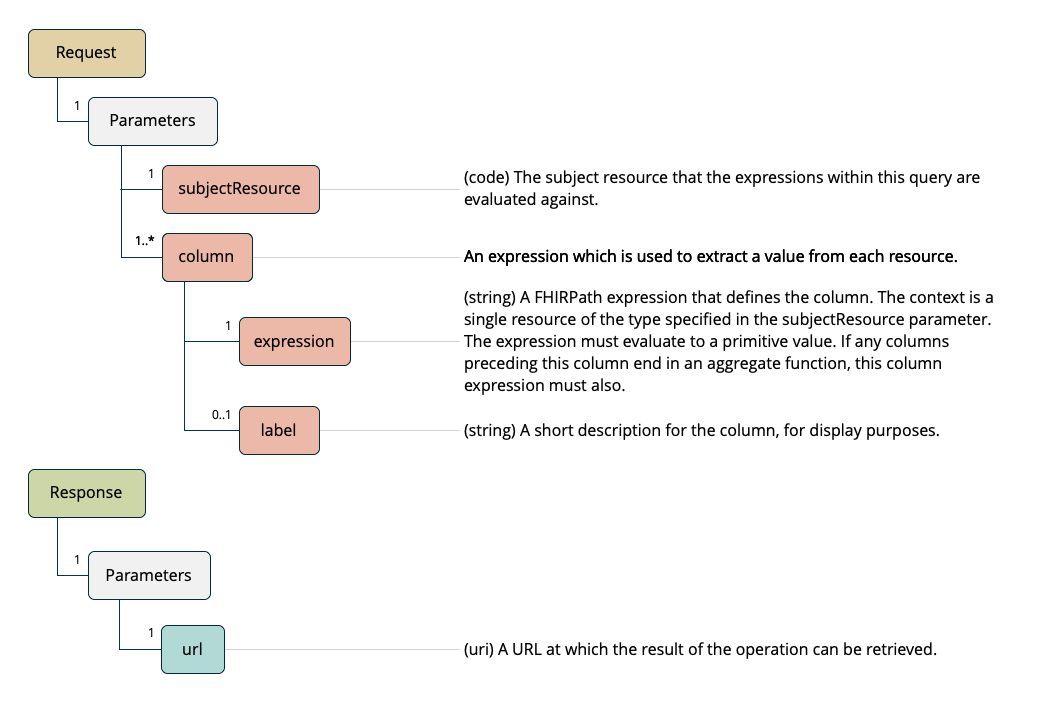 Request
1
Parameters
1
subjectResource
(code) The subject resource that the expressions within this query are
evaluated against.
1..*
column
An expression which is used to extract a value from each resource.
(string) A FHIRPath expression that defines the column. The context is a
single resource of the type specified in the subjectResource parameter.
1
expression
The expression must evaluate to a primitive value. If any columns
preceding this column end in an aggregate function, this column
expression must also.
0..1
label
(string) A short description for the column, for display purposes.
Response
1
Parameters
1
url
(uri) A URL at which the result of the operation can be retrieved.